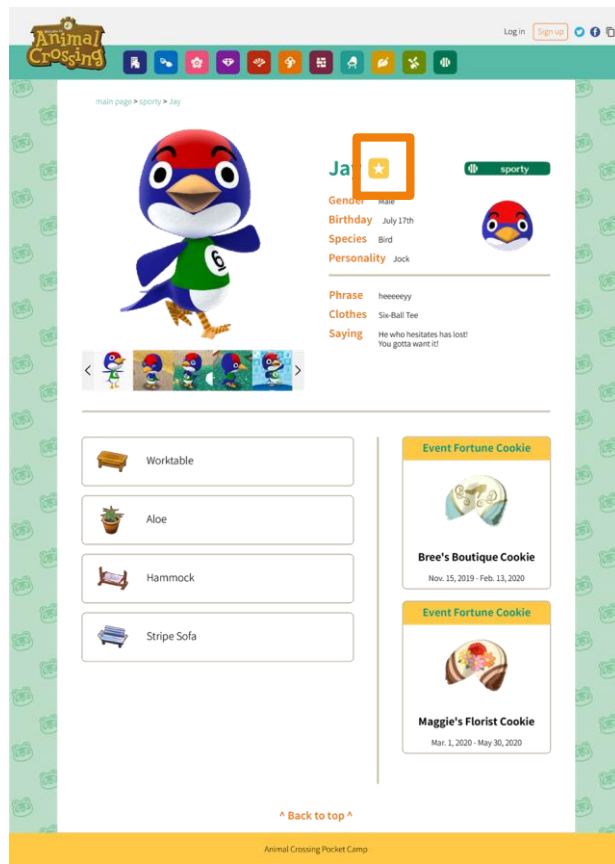 Welcome to
Animal
Crossing
Log in
Sign up
main page > sporty > Jay
Jay
sporty
Gender Male
Birthday July 17th
Species Bird
Personality Jock
Phrase heeeeyy
Clothes Six-Ball Tee
Saying He who hesitates has lost!
You gotta want it!
6
Worktable
Aloe
Hammock
Stripe Sofa
Event Fortune Cookie
Bree's Boutique Cookie
Nov. 15, 2019 - Feb. 13, 2020
Event Fortune Cookie
Maggie's Florist Cookie
Mar. 1, 2020 - May 30, 2020
^ Back to top ^
Animal Crossing Pocket Camp